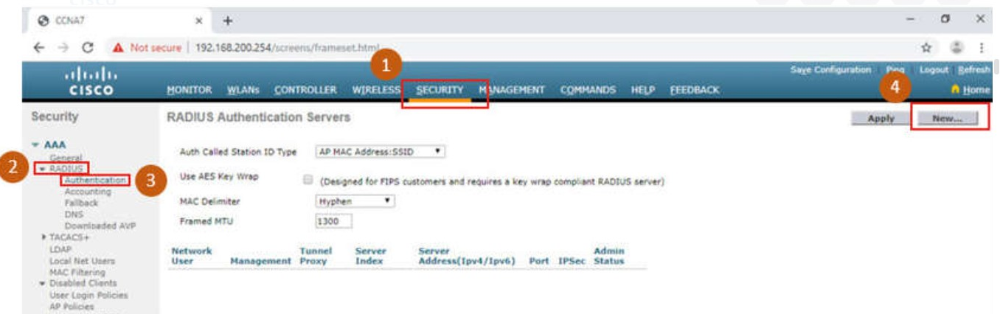 CISCO
CCNA7
Not secure | 192.168.200.254/screens/frameset.html
1
Save Configuration Ping Logout Refresh
CISCO
MONITOR WLANs CONTROLLER WIRELESS SECURITY MANAGEMENT COMMANDS HELP FEEDBACK
4
Home
Security
RADIUS Authentication Servers
Apply
New...
AAA
General
2
RADIUS
Authentication
3
Accounting
Fallback
DNS
Downloaded AVP
TACACS+
LDAP
Local Net Users
MAC Filtering
Disabled Clients
User Login Policies
AP Policies
Auth Called Station ID Type AP MAC Address:SSID
Use AES Key Wrap (Designed for FIPS customers and requires a key wrap compliant RADIUS server)
MAC Delimiter Hyphen
Framed MTU 1300
Network User Management Tunnel Proxy Server Index Server Address(Ipv4/Ipv6) Port IPSec Admin Status